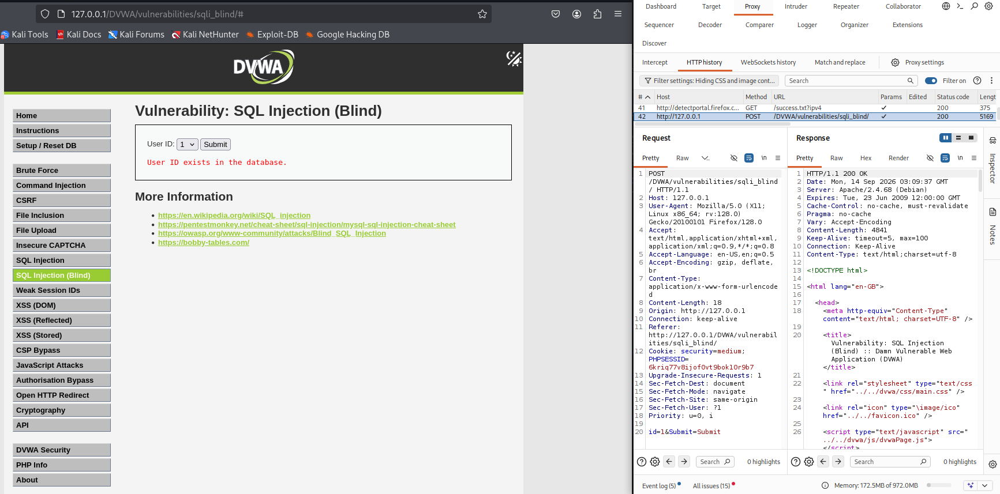 127.0.0.1/DVWA/vulnerabilities/sqli_blind/#
Kali Tools
Kali Docs
Kali Forums
Kali NetHunter
Exploit-DB
Google Hacking DB
DVWA
Home
Instructions
Setup / Reset DB
Brute Force
Command Injection
CSRF
File Inclusion
File Upload
Insecure CAPTCHA
SQL Injection
SQL Injection (Blind)
Weak Session IDs
XSS (DOM)
XSS (Reflected)
XSS (Stored)
CSP Bypass
JavaScript Attacks
Authorisation Bypass
Open HTTP Redirect
Cryptography
API
DVWA Security
PHP Info
About
Vulnerability: SQL Injection (Blind)
User ID: 1 Submit
User ID exists in the database.
More Information
https://en.wikipedia.org/wiki/SQL_injection
https://pentestmonkey.net/cheat-sheet/sql-injection/mysql-sql-injection-cheat-sheet
https://owasp.org/www-community/attacks/Blind_SQL_Injection
https://bobby-tables.com/
Dashboard Target Proxy Intruder Repeater Collaborator
Sequencer Decoder Comparer Logger Organizer Extensions
Discover
Intercept HTTP history WebSockets history Match and replace Proxy settings
Filter settings: Hiding CSS and image cont... Search Filter on
# Host Method URL Params Edited Status code Lengt
41 http://detectportal.firefox.c... GET /success.txt?ipv4 200 375
42 http://127.0.0.1 POST /DVWA/vulnerabilities/sqli_blind/ 200 5169
Request
Pretty Raw \n
1 POST
/DVWA/vulnerabilities/sqli_blind
/ HTTP/1.1
2 Host: 127.0.0.1
3 User-Agent: Mozilla/5.0 (X11;
Linux x86_64; rv:128.0)
Gecko/20100101 Firefox/128.0
4 Accept:
text/html,application/xhtml+xml,
application/xml;q=0.9,*/*;q=0.8
5 Accept-Language: en-US,en;q=0.5
6 Accept-Encoding: gzip, deflate,
br
7 Content-Type:
application/x-www-form-urlencode
d
8 Content-Length: 18
9 Origin: http://127.0.0.1
10 Connection: keep-alive
11 Referer:
http://127.0.0.1/DVWA/vulnerabil
ities/sqli_blind/
12 Cookie: security=medium;
PHPSESSID=
6kriq77v8ijof0vt9bok10r9b7
13 Upgrade-Insecure-Requests: 1
14 Sec-Fetch-Dest: document
15 Sec-Fetch-Mode: navigate
16 Sec-Fetch-Site: same-origin
17 Sec-Fetch-User: ?1
18 Priority: u=0, i
19
20 id=1&Submit=Submit
Search 0 highlights
Response
Pretty Raw Hex Render \n
1 HTTP/1.1 200 OK
2 Date: Mon, 14 Sep 2026 03:09:37 GMT
3 Server: Apache/2.4.68 (Debian)
4 Expires: Tue, 23 Jun 2009 12:00:00 GMT
5 Cache-Control: no-cache, must-revalidate
6 Pragma: no-cache
7 Vary: Accept-Encoding
8 Content-Length: 4841
9 Keep-Alive: timeout=5, max=100
10 Connection: Keep-Alive
11 Content-Type: text/html;charset=utf-8
12
13 <!DOCTYPE html>
14
15 <html lang="en-GB">
16
17 <head>
18 <meta http-equiv="Content-Type"
content="text/html; charset=UTF-8" />
19
20 <title>
Vulnerability: SQL Injection
(Blind) :: Damn Vulnerable Web
Application (DVWA)
</title>
21
22 <link rel="stylesheet" type="text/css
" href="../../dvwa/css/main.css" />
23
24 <link rel="icon" type="\image/ico"
href="../../favicon.ico" />
25
26 <script type="text/javascript" src="
../../dvwa/js/dvwaPage.js">
</script>
Search 0 highlights
Inspector
Notes
Event log (5) All issues (15) Memory: 172.5MB of 972.0MB